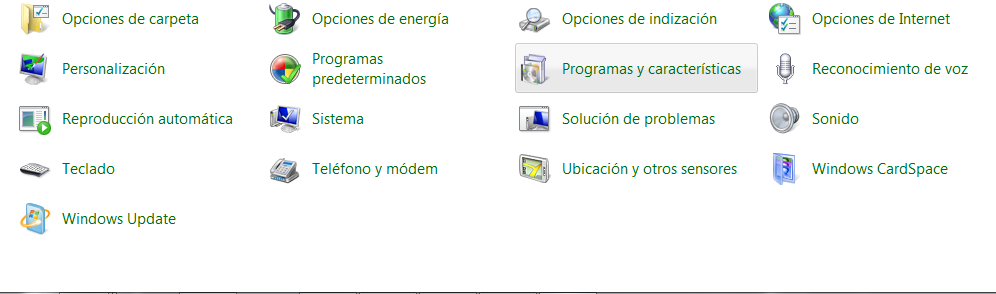 Opciones de carpeta
Opciones de energía
Opciones de indización
Opciones de Internet
Personalización
Programas
predeterminados
Programas y características
Reconocimiento de voz
Reproducción automática
Sistema
Solución de problemas
Sonido
Teclado
Teléfono y módem
Ubicación y otros sensores
Windows CardSpace
Windows Update